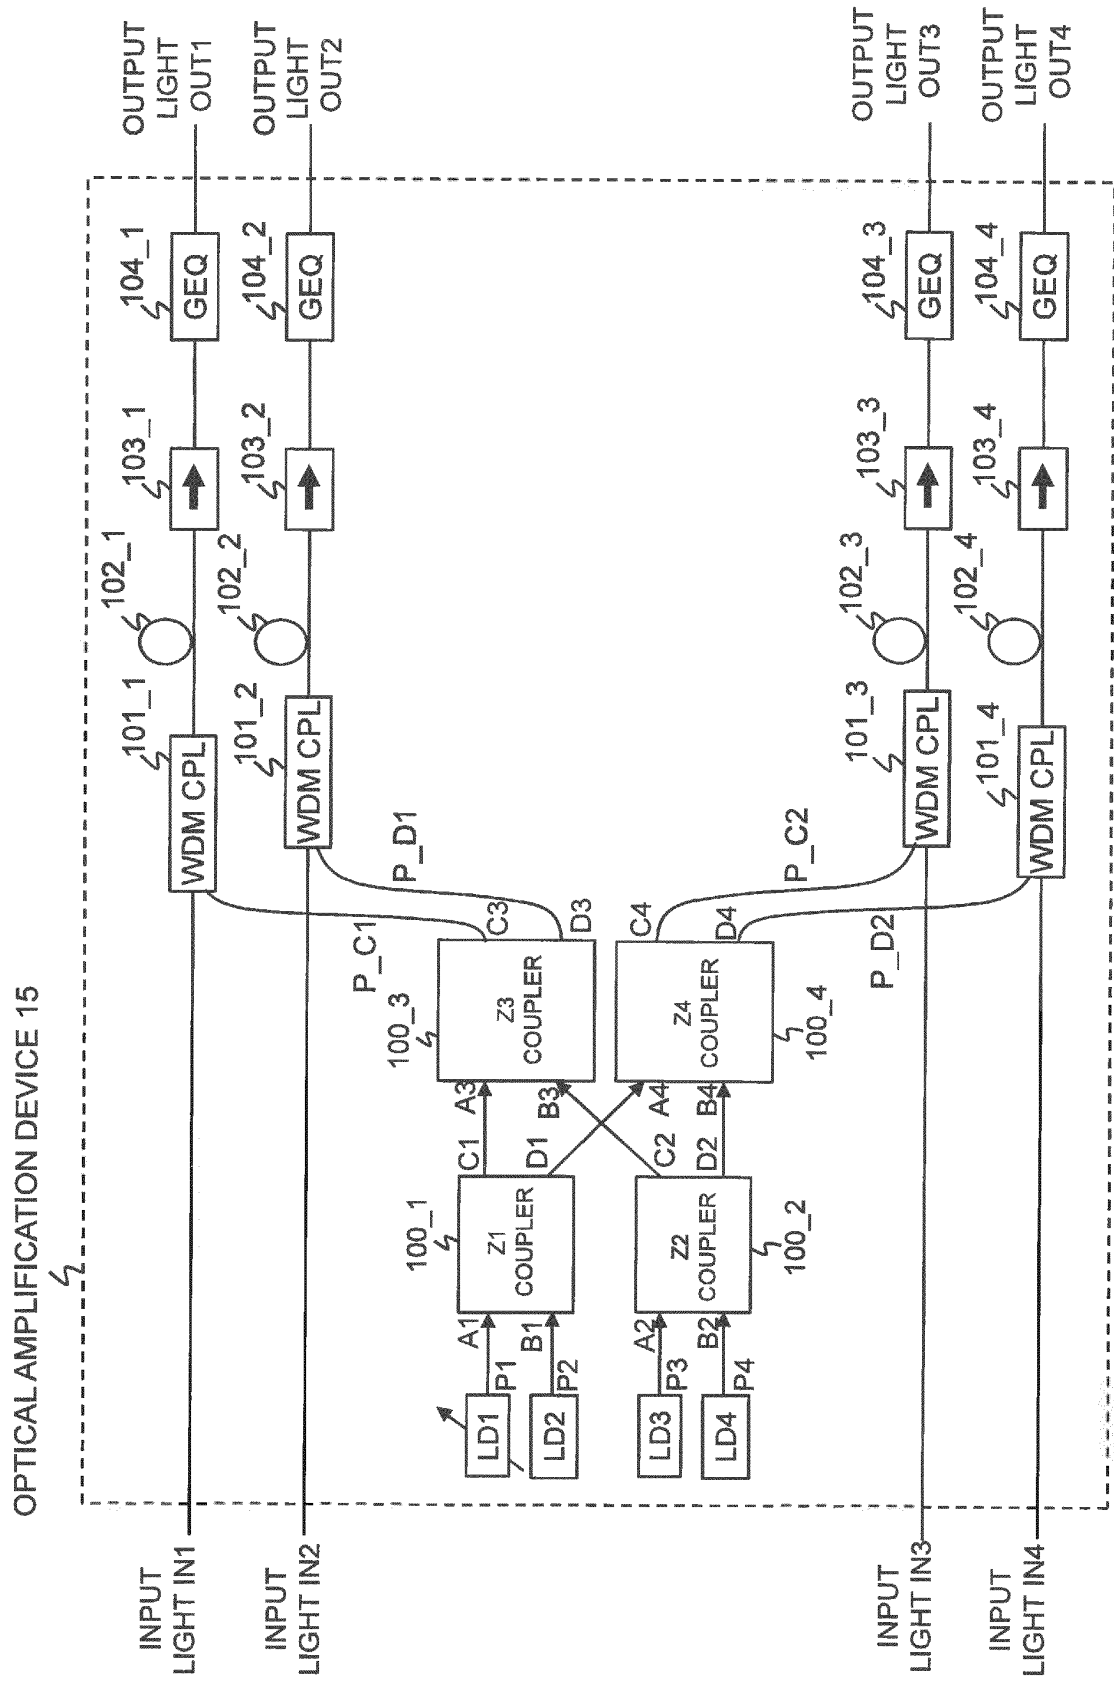 OPTICAL AMPLIFICATION DEVICE 15
INPUT
LIGHT IN1
101_1
WDM CPL
102_1
103_1
104_1
GEQ
OUTPUT
LIGHT
OUT1
INPUT
LIGHT IN2
101_2
WDM CPL
102_2
103_2
104_2
GEQ
OUTPUT
LIGHT
OUT2
P_C1
P_D1
LD1
P1
A1
LD2
P2
B1
100_1
Z1
COUPLER
C1
D1
A3
B3
100_3
Z3
COUPLER
C3
D3
LD3
P3
A2
LD4
P4
B2
Z2
COUPLER
100_2
C2
D2
A4
B4
Z4
COUPLER
100_4
C4
D4
P_C2
P_D2
INPUT
LIGHT IN3
101_3
WDM CPL
102_3
103_3
104_3
GEQ
OUTPUT
LIGHT
OUT3
INPUT
LIGHT IN4
101_4
WDM CPL
102_4
103_4
104_4
GEQ
OUTPUT
LIGHT
OUT4